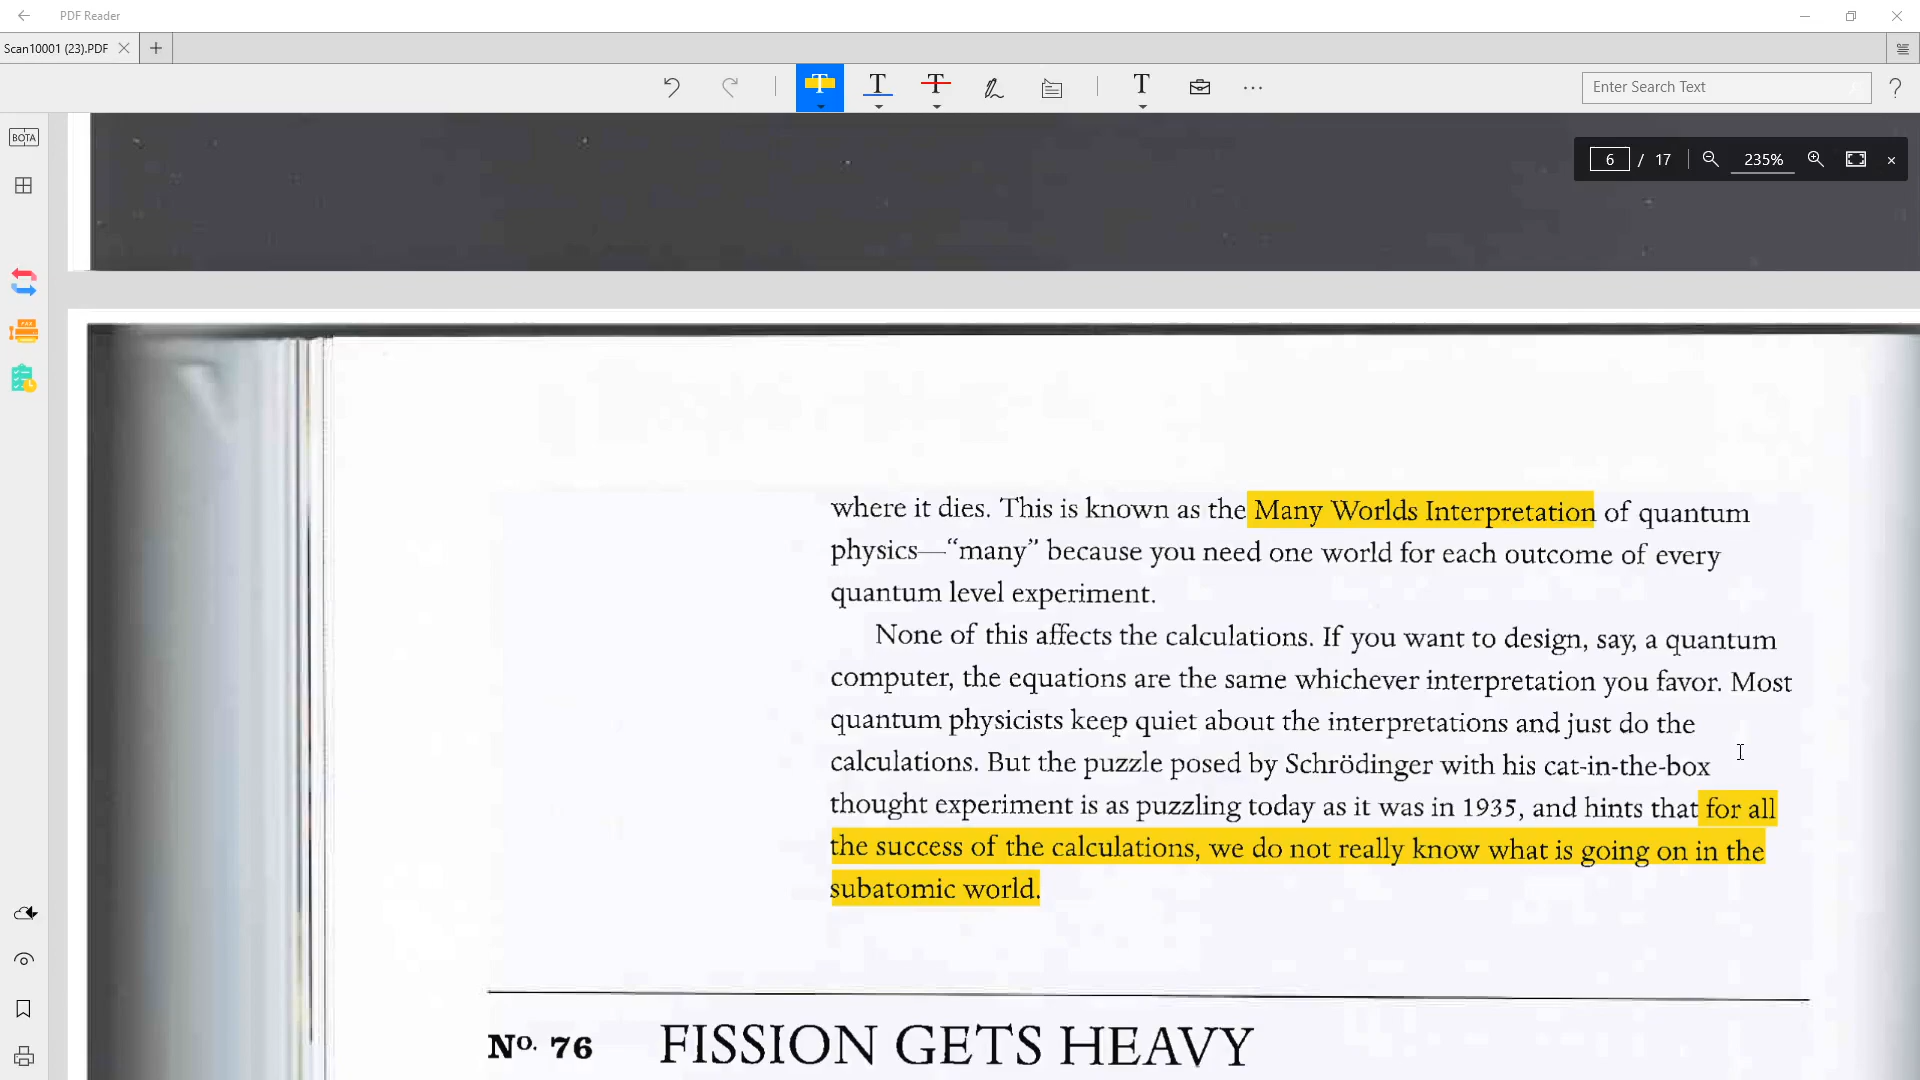 PDF Reader
Scan10001 (23).PDF
Enter Search Text
BOTA
6 / 17 235%
where it dies. This is known as the Many Worlds Interpretation of quantum
physics—“many” because you need one world for each outcome of every
quantum level experiment.
None of this affects the calculations. If you want to design, say, a quantum
computer, the equations are the same whichever interpretation you favor. Most
quantum physicists keep quiet about the interpretations and just do the
calculations. But the puzzle posed by Schrödinger with his cat-in-the-box
thought experiment is as puzzling today as it was in 1935, and hints that for all
the success of the calculations, we do not really know what is going on in the
subatomic world.
No. 76 FISSION GETS HEAVY